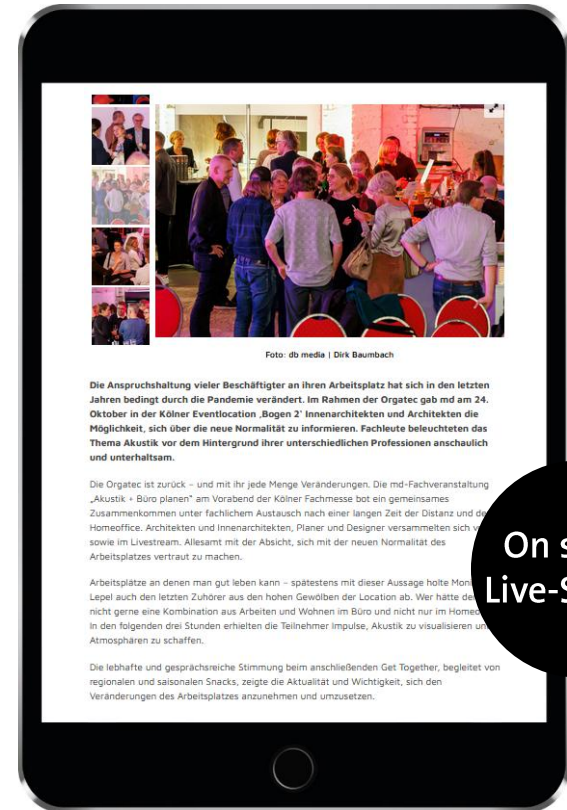 Foto: db media | Dirk Baumbach
Die Anspruchshaltung vieler Beschäftigter an ihren Arbeitsplatz hat sich in den letzten
Jahren bedingt durch die Pandemie verändert. Im Rahmen der Orgatec gab md am 24.
Oktober in der Kölner Eventlocation ‚Bogen 2‘ Innenarchitekten und Architekten die
Möglichkeit, sich über die neue Normalität zu informieren. Fachleute beleuchteten das
Thema Akustik vor dem Hintergrund ihrer unterschiedlichen Professionen anschaulich
und unterhaltsam.
Die Orgatec ist zurück – und mit ihr jede Menge Veränderungen. Die md-Fachveranstaltung
„Akustik + Büro planen“ am Vorabend der Kölner Fachmesse bot ein gemeinsames
Zusammenkommen unter fachlichem Austausch nach einer langen Zeit der Distanz und de
Homeoffice. Architekten und Innenarchitekten, Planer und Designer versammelten sich
sowie im Livestream. Allesamt mit der Absicht, sich mit der neuen Normalität des
Arbeitsplatzes vertraut zu machen.
Arbeitsplätze an denen man gut leben kann – spätestens mit dieser Aussage holte
Lepel auch den letzten Zuhörer aus den hohen Gewölben der Location ab. Wer hätte
nicht gerne eine Kombination aus Arbeiten und Wohnen im Büro und nicht nur im
In den folgenden drei Stunden erhielten die Teilnehmer Impulse, Akustik zu visualisieren
Atmosphären zu schaffen.
Die lebhafte und gesprächsreiche Stimmung beim anschließenden Get Together, begleitet von
regionalen und saisonalen Snacks, zeigte die Aktualität und Wichtigkeit, sich den
Veränderungen des Arbeitsplatzes anzunehmen und umzusetzen.
On s
Live-S